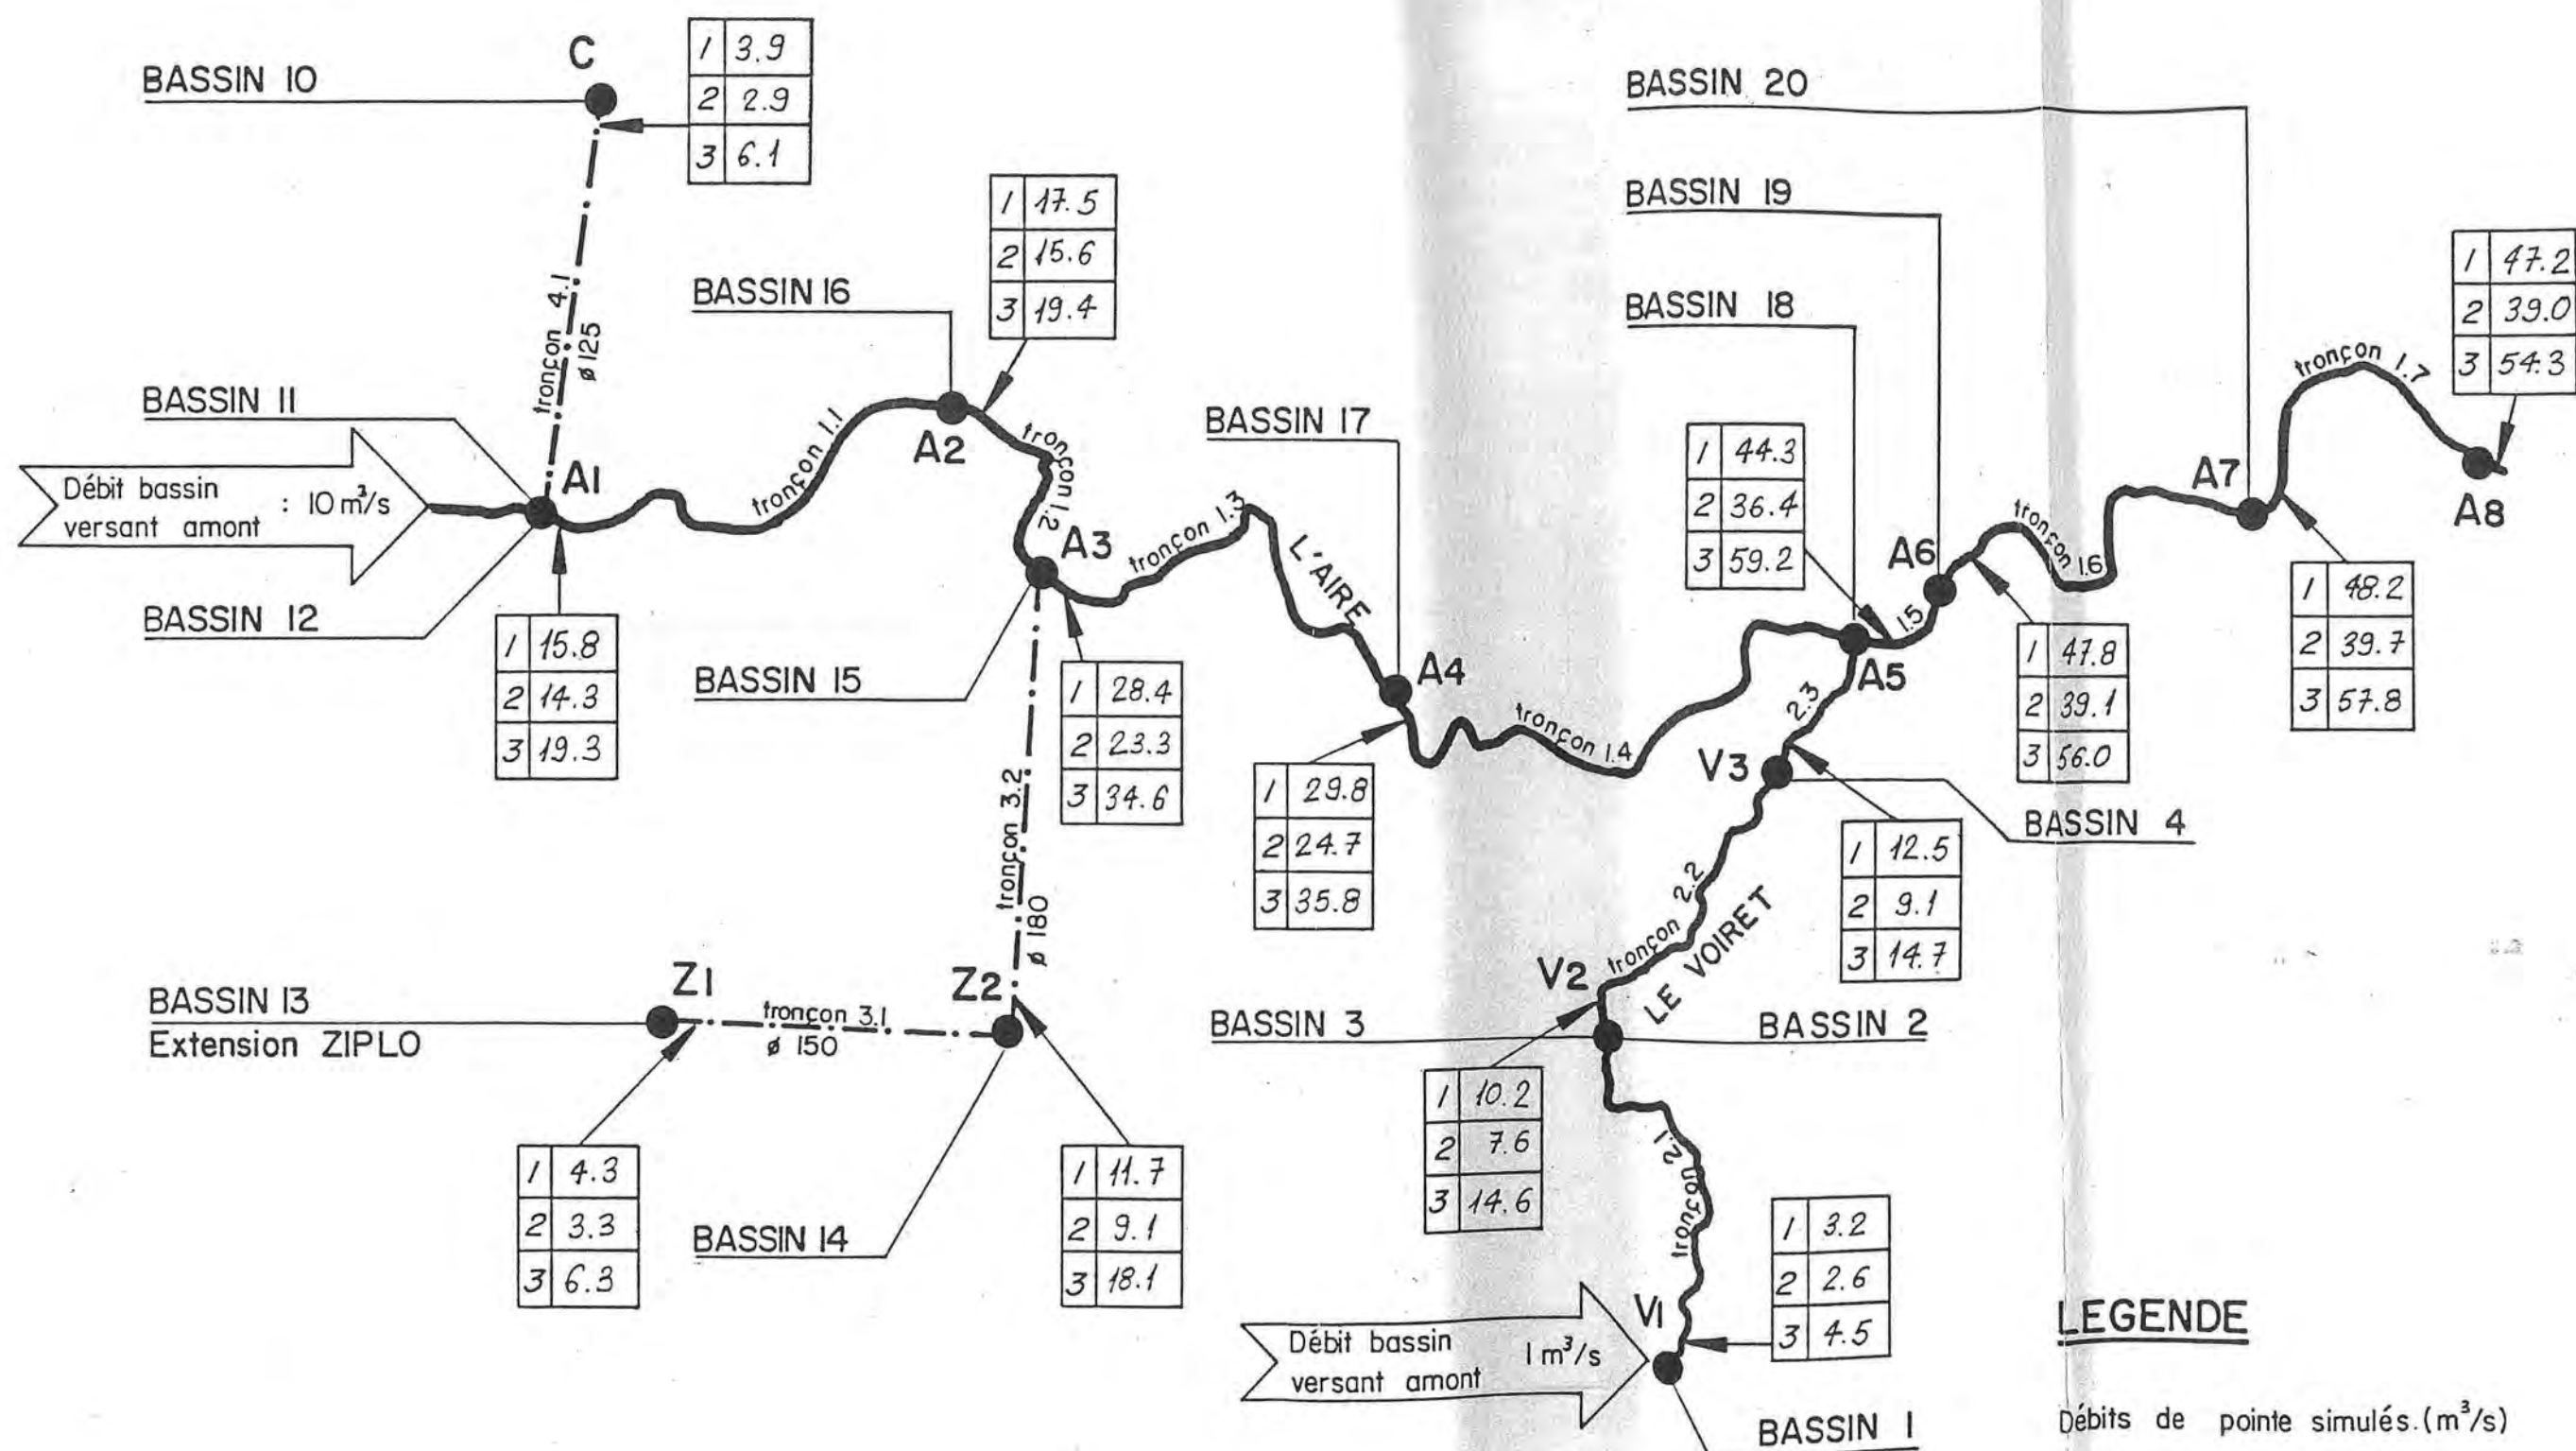 C
BASSIN 10
1 3.9
2 2.9
3 6.1
tronçon 4.1
ø 125
BASSIN 11
Débit bassin
versant amont : 10 m³/s
A1
BASSIN 12
1 15.8
2 14.3
3 19.3
tronçon 1.1
BASSIN 16
A2
1 17.5
2 15.6
3 19.4
tronçon 1.2
A3
BASSIN 15
1 28.4
2 23.3
3 34.6
tronçon 3.2
ø 180
BASSIN 13
Extension ZIPLO
Z1
tronçon 3.1
ø 150
Z2
1 4.3
2 3.3
3 6.3
BASSIN 14
1 11.7
2 9.1
3 18.1
tronçon 1.3
L'AIRE
BASSIN 17
A4
1 29.8
2 24.7
3 35.8
tronçon 1.4
BASSIN 20
BASSIN 19
BASSIN 18
1 44.3
2 36.4
3 59.2
A5
1.5
A6
1 47.8
2 39.1
3 56.0
tronçon 1.6
A7
1 48.2
2 39.7
3 57.8
tronçon 1.7
A8
1 47.2
2 39.0
3 54.3
2.3
V3
BASSIN 4
1 12.5
2 9.1
3 14.7
tronçon 2.2
LE VOIRET
V2
BASSIN 3
BASSIN 2
1 10.2
2 7.6
3 14.6
tronçon 2.1
1 3.2
2 2.6
3 4.5
V1
Débit bassin
versant amont 1 m³/s
BASSIN 1
LEGENDE
Débits de pointe simulés.(m³/s)